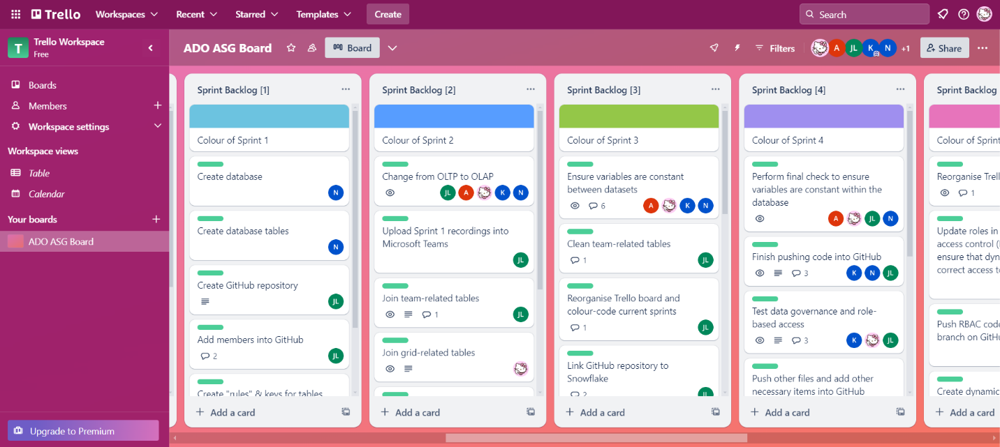 Trello
Workspaces
Recent
Starred
Templates
Create
Search
T
Trello Workspace
Free
ADO ASG Board
Board
Filters
A
JL
K
N
+1
Share
Boards
Members
Workspace settings
Workspace views
Table
Calendar
Your boards
ADO ASG Board
Upgrade to Premium
Sprint Backlog [1]
Colour of Sprint 1
Create database
N
Create database tables
N
Create GitHub repository
JL
Add members into GitHub
2
JL
Create "rules" & keys for tables
Add a card
Sprint Backlog [2]
Colour of Sprint 2
Change from OLTP to OLAP
JL
A
K
N
Upload Sprint 1 recordings into
Microsoft Teams
JL
Join team-related tables
1
JL
Join grid-related tables
Add a card
Sprint Backlog [3]
Colour of Sprint 3
Ensure variables are constant
between datasets
6
A
K
N
Clean team-related tables
1
JL
Reorganise Trello board and
colour-code current sprints
1
JL
Link GitHub repository to
Snowflake
2
JL
Add a card
Sprint Backlog [4]
Colour of Sprint 4
Perform final check to ensure
variables are constant within the
database
A
JL
N
Finish pushing code into GitHub
3
K
N
JL
Test data governance and role-
based access
3
K
JL
Push other files and add other
necessary items into GitHub
Add a card
Sprint Backlog
Colour of Sprint
Reorganise Trell
1
Update roles in
access control (
ensure that dyn
correct access to
Push RBAC code
branch on GitHu
Create dynamic
Add a card